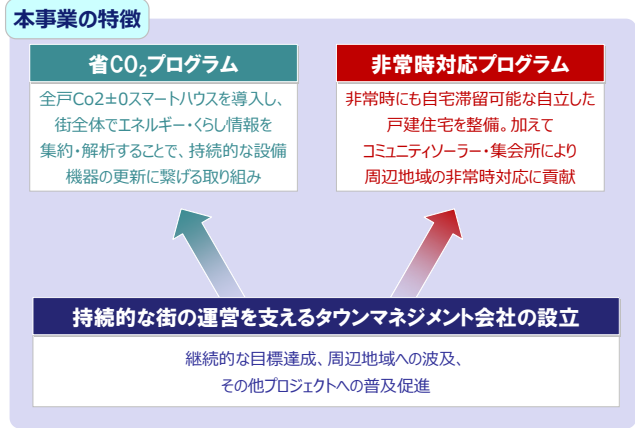 本事業の特徴
省CO₂プログラム
全戸Co2±0スマートハウスを導入し、
街全体でエネルギー・くらし情報を
集約・解析することで、持続的な設備
機器の更新に繋げる取り組み
非常時対応プログラム
非常時にも自宅滞留可能な自立した
戸建住宅を整備。加えて
コミュニティソーラー・集会所により
周辺地域の非常時対応に貢献
持続的な街の運営を支えるタウンマネジメント会社の設立
継続的な目標達成、周辺地域への波及、
その他プロジェクトへの普及促進